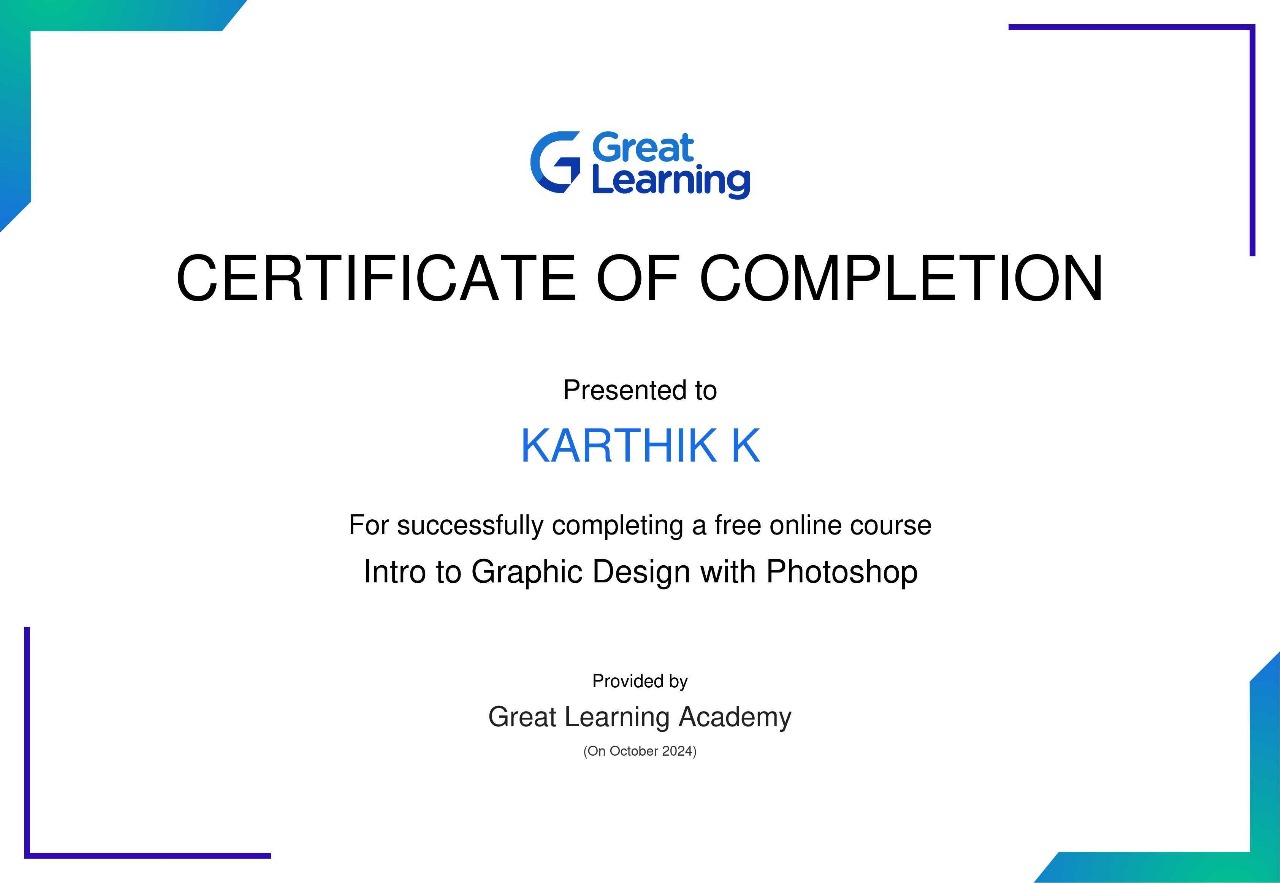 Great
Learning
CERTIFICATE OF COMPLETION
Presented to
KARTHIK K
For successfully completing a free online course
Intro to Graphic Design with Photoshop
Provided by
Great Learning Academy
(On October 2024)